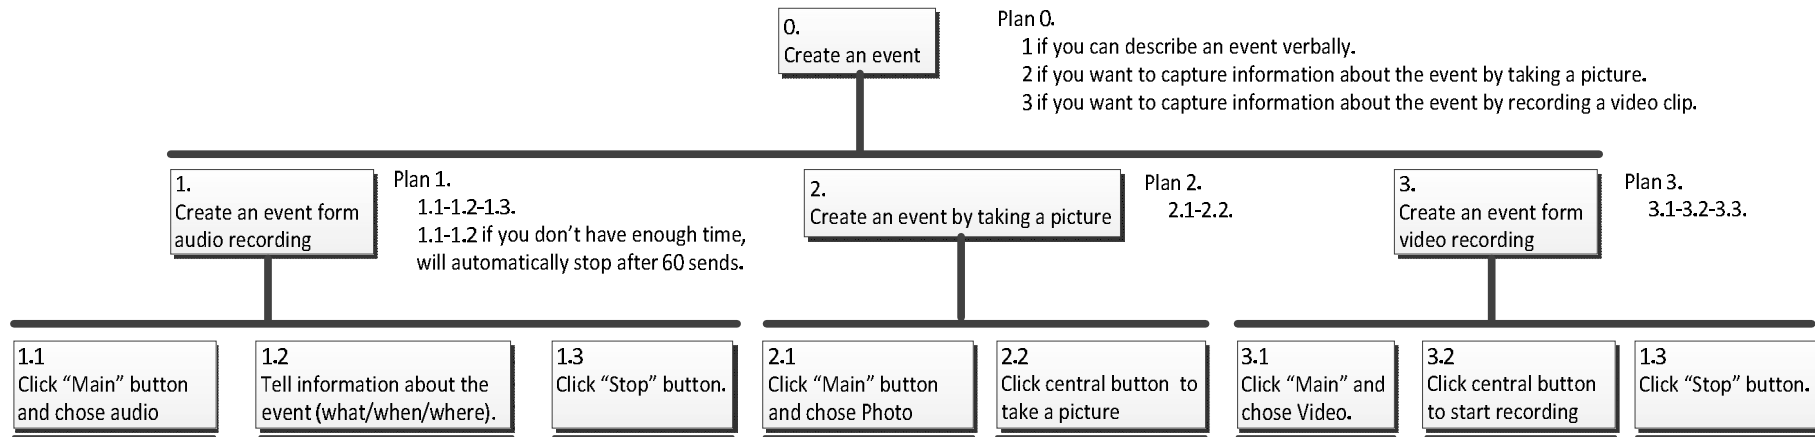 0.
Create an event
Plan 0.
1 if you can describe an event verbally.
2 if you want to capture information about the event by taking a picture.
3 if you want to capture information about the event by recording a video clip.
1.
Create an event form
audio recording
Plan 1.
1.1-1.2-1.3.
1.1-1.2 if you don’t have enough time,
will automatically stop after 60 sends.
2.
Create an event by taking a picture
Plan 2.
2.1-2.2.
3.
Create an event form
video recording
Plan 3.
3.1-3.2-3.3.
1.1
Click “Main” button
and chose audio
1.2
Tell information about the
event (what/when/where).
1.3
Click “Stop” button.
2.1
Click “Main” button
and chose Photo
2.2
Click central button to
take a picture
3.1
Click “Main” and
chose Video.
3.2
Click central button
to start recording
1.3
Click “Stop” button.